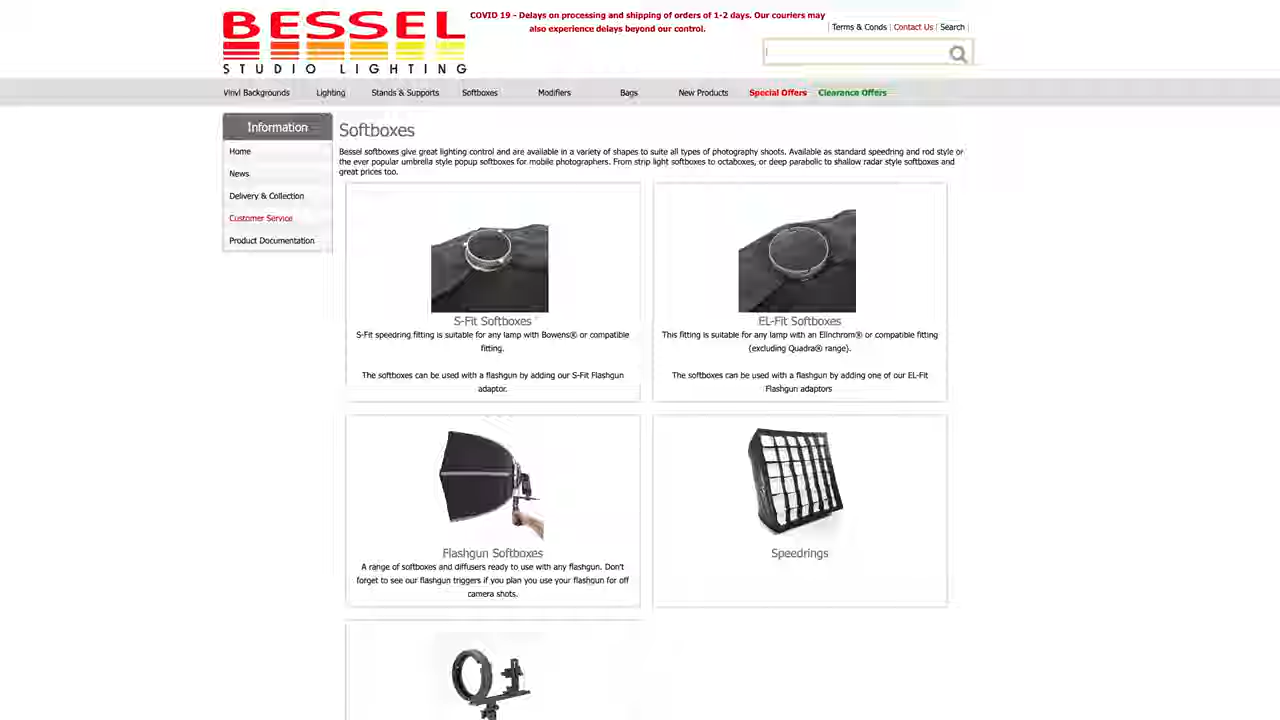 BESSEL
STUDIO LIGHTING
COVID 19 - Delays on processing and shipping of orders of 1-2 days. Our couriers may
also experience delays beyond our control.
Terms & Conds | Contact Us | Search |
Vinyl Backgrounds Lighting Stands & Supports Softboxes Modifiers Bags New Products Special Offers Clearance Offers
Information
Home
News
Delivery & Collection
Customer Service
Product Documentation
Softboxes
Bessel softboxes give great lighting control and are available in a variety of shapes to suite all types of photography shoots. Available as standard speedring and rod style or
the ever popular umbrella style popup softboxes for mobile photographers. From strip light softboxes to octaboxes, or deep parabolic to shallow radar style softboxes and
great prices too.
S-Fit Softboxes
S-Fit speedring fitting is suitable for any lamp with Bowens® or compatible
fitting.
The softboxes can be used with a flashgun by adding our S-Fit Flashgun
adaptor.
EL-Fit Softboxes
This fitting is suitable for any lamp with an Elinchrom® or compatible fitting
(excluding Quadra® range).
The softboxes can be used with a flashgun by adding one of our EL-Fit
Flashgun adaptors
Flashgun Softboxes
A range of softboxes and diffusers ready to use with any flashgun. Don't
forget to see our flashgun triggers if you plan you use your flashgun for off
camera shots.
Speedrings